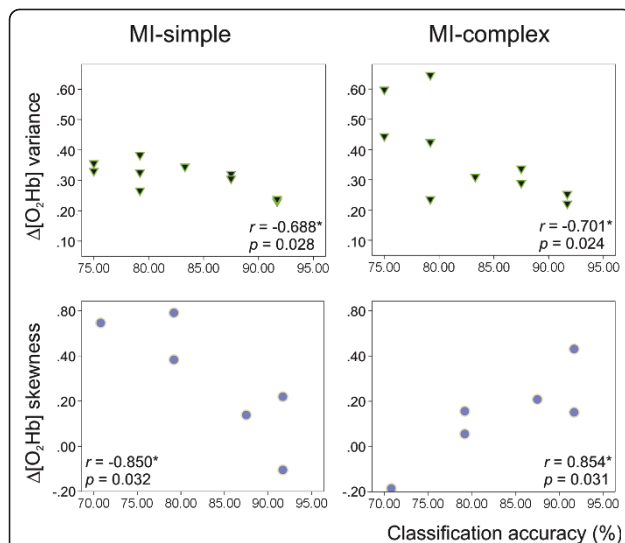 MI-simple MI-complex
Δ[O₂Hb] variance
.60 .60
.50 .50
.40 .40
.30 .30
.20 .20
.10 .10
r = -0.688* r = -0.701*
p = 0.028 p = 0.024
75.00 80.00 85.00 90.00 95.00 75.00 80.00 85.00 90.00 95.00
Δ[O₂Hb] skewness
.80 .80
.40 .40
.20 .20
.00 .00
-.20 -.20
r = -0.850* r = 0.854*
p = 0.032 p = 0.031
70.00 75.00 80.00 85.00 90.00 95.00 70.00 75.00 80.00 85.00 90.00 95.00
Classification accuracy (%)